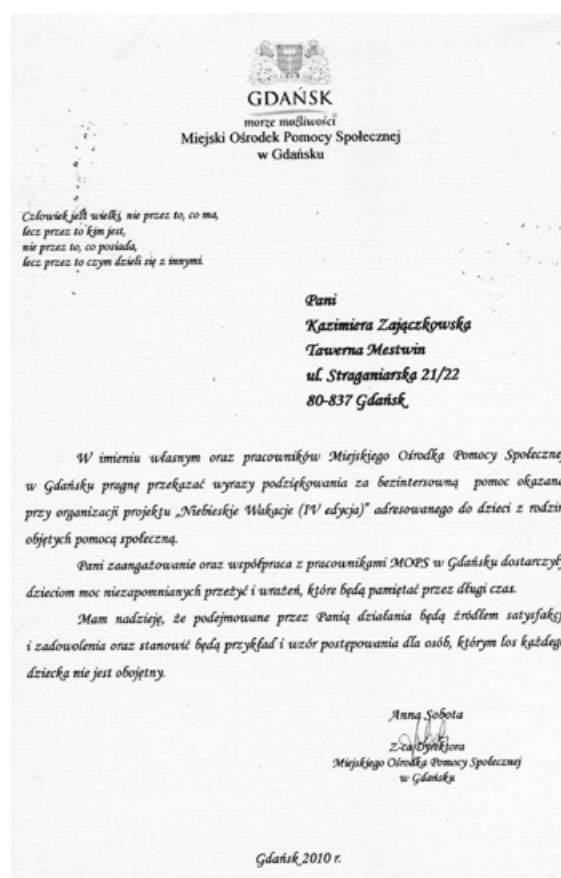 GDAŃSK
morze możliwości
Miejski Ośrodek Pomocy Społecznej
w Gdańsku
Człowiek jest wielki, nie przez to, co ma,
lecz przez to kim jest,
nie przez to, co posiada,
lecz przez to czym dzieli się z innymi.
Pani
Kazimiera Zajączkowska
Tawerna Mestwin
ul. Straganiarska 21/22
80-837 Gdańsk
W imieniu własnym oraz pracowników Miejskiego Ośrodka Pomocy Społecznej
w Gdańsku pragnę przekazać wyrazy podziękowania za bezinteresowną pomoc okazaną
przy organizacji projektu „Niebieskie Wakacje (IV edycja)” adresowanego do dzieci z rodzin
objętych pomocą społeczną.
Pani zaangażowanie oraz współpraca z pracownikami MOPS w Gdańsku dostarczyły
dzieciom moc niezapomnianych przeżyć i wrażeń, które będą pamiętać przez długi czas.
Mam nadzieję, że podejmowane przez Panią działania będą źródłem satysfakcji
i zadowolenia oraz stanowić będą przykład i wzór postępowania dla osób, którym los każdego
dziecka nie jest obojętny.
Anna Sobota
Z-ca Dyrektora
Miejskiego Ośrodka Pomocy Społecznej
w Gdańsku
Gdańsk 2010 r.